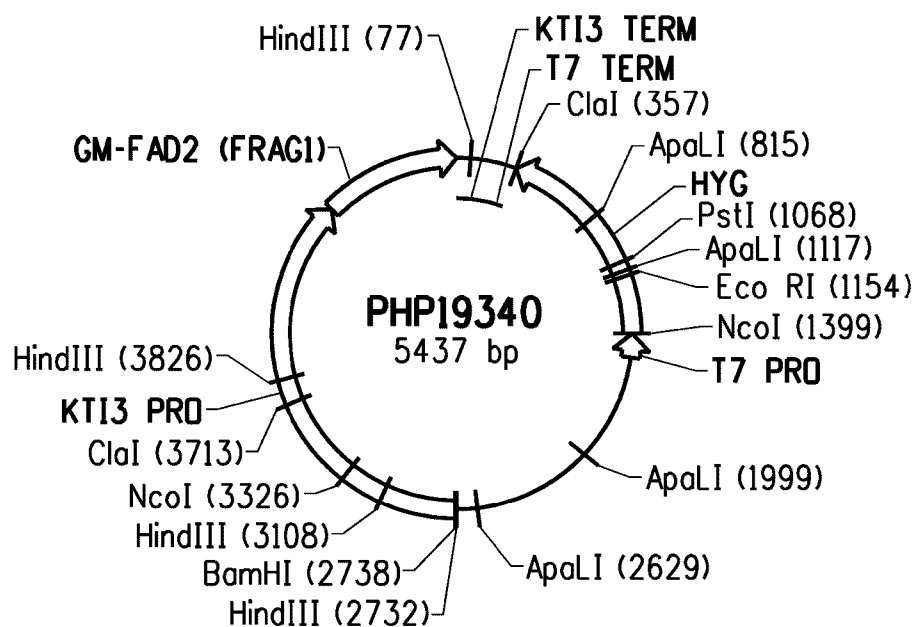 HindIII (77)
KTI3 TERM
T7 TERM
ClaI (357)
GM-FAD2 (FRAG1)
ApaLI (815)
HYG
PstI (1068)
ApaLI (1117)
Eco RI (1154)
NcoI (1399)
T7 PRO
PHP19340
5437 bp
HindIII (3826)
KTI3 PRO
ClaI (3713)
NcoI (3326)
HindIII (3108)
BamHI (2738)
HindIII (2732)
ApaLI (1999)
ApaLI (2629)